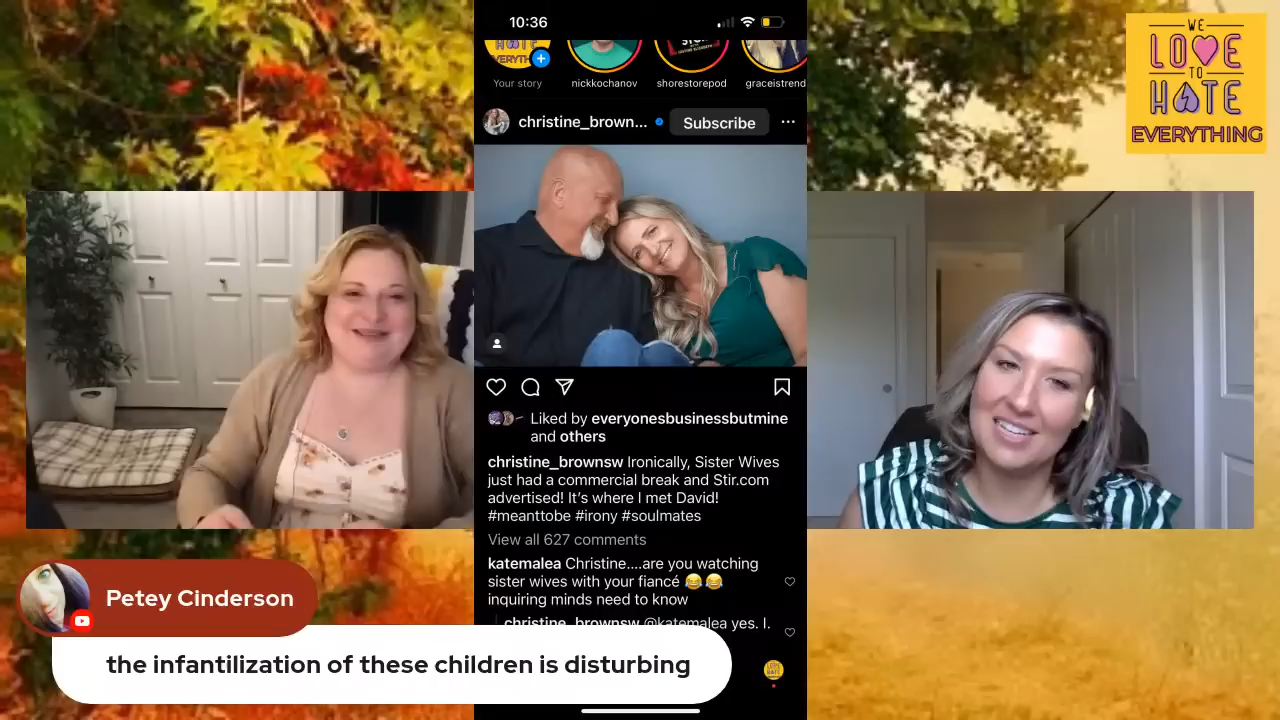 10:36
WE
LOVE
TO
HATE
EVERYTHING
Your story
nickkochanov
shorestorepod
graceistrend
christine_brown...
Subscribe
Liked by everyonesbusinessbutmine
and others
christine_brownsw Ironically, Sister Wives
just had a commercial break and Stir.com
advertised! It's where I met David!
#meanttobe #irony #soulmates
View all 627 comments
katemalea Christine....are you watching
sister wives with your fiancé 😂😂
inquiring minds need to know
christine_brownsw @katemalea yes. I.
Petey Cinderson
the infantilization of these children is disturbing